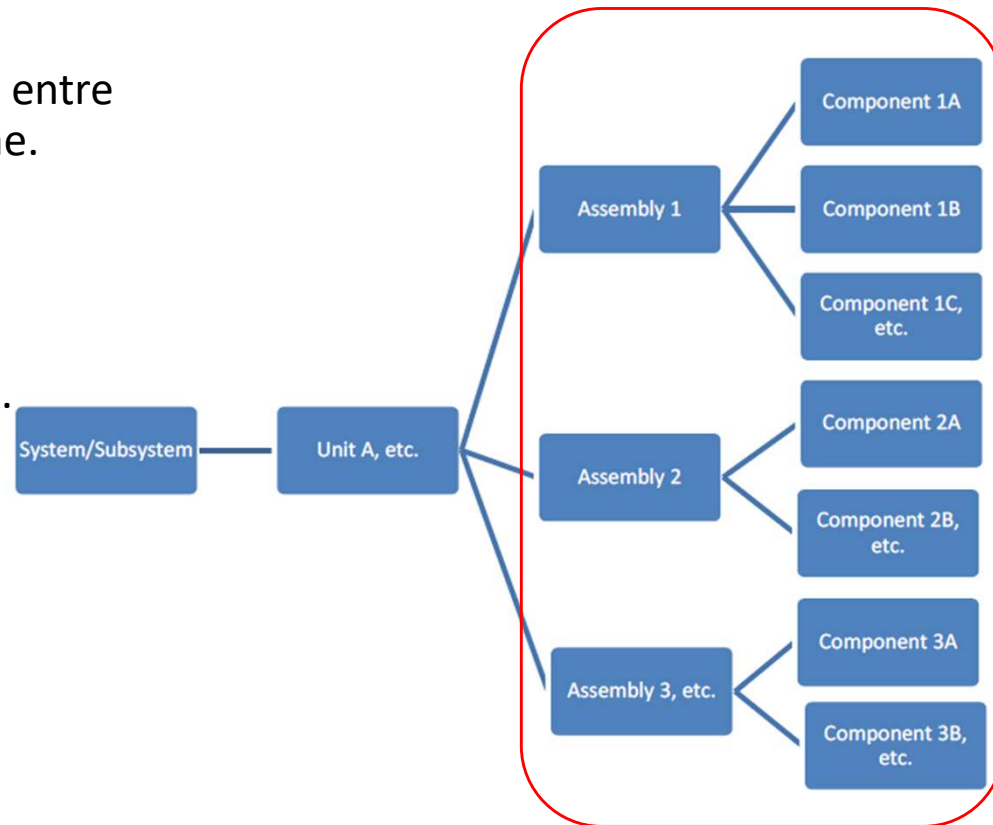 entre
e.
.
System/Subsystem
Unit A, etc.
Assembly 1
Component 1A
Component 1B
Component 1C,
etc.
Assembly 2
Component 2A
Component 2B,
etc.
Assembly 3, etc.
Component 3A
Component 3B,
etc.